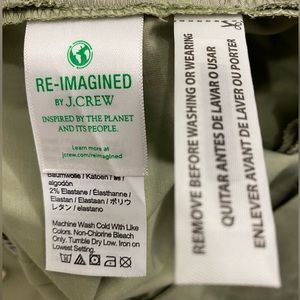 RE-IMAGINED
BY J.CREW
INSPIRED BY THE PLANET
AND ITS PEOPLE.
Learn more at
jcrew.com/reimagined
Baumwolle / Katoen /
algodón
2% Elastane / Élasthanne /
Elastan / Elastaan / ポリウ
レタン / elastano
Machine Wash Cold With Like
Colors. Non-Chlorine Bleach
Only. Tumble Dry Low. Iron on
Low Setting.
REMOVE BEFORE WASHING OR WEARING
QUITAR ANTES DE LAVAR O USAR
ENLEVER AVANT DE LAVER OU PORTER